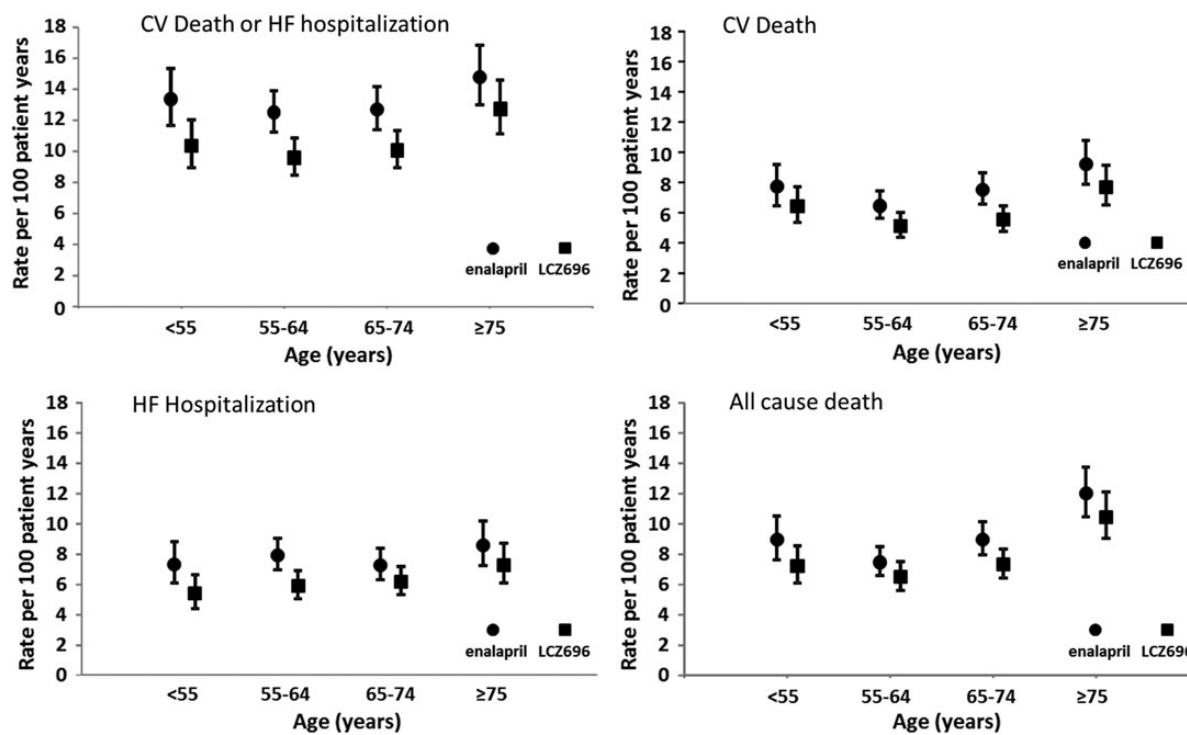 CV Death or HF hospitalization
Rate per 100 patient years
18
16
14
12
10
8
6
4
2
0
enalapril LCZ696
<55 55-64 65-74 ≥75
Age (years)
CV Death
Rate per 100 patient years
18
16
14
12
10
8
6
4
2
0
enalapril LCZ696
<55 55-64 65-74 ≥75
Age (years)
HF Hospitalization
Rate per 100 patient years
18
16
14
12
10
8
6
4
2
0
enalapril LCZ696
<55 55-64 65-74 ≥75
Age (years)
All cause death
Rate per 100 patient years
18
16
14
12
10
8
6
4
2
0
enalapril LCZ696
<55 55-64 65-74 ≥75
Age (years)